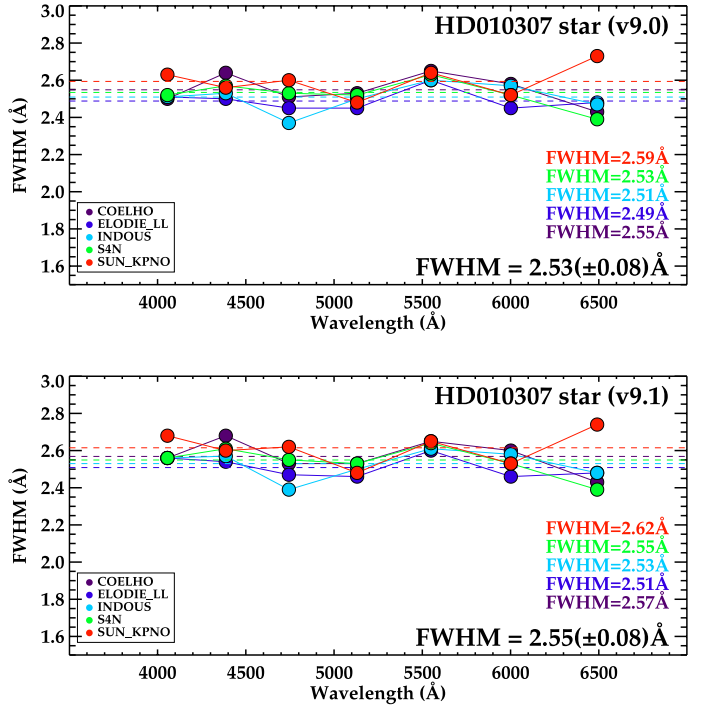 HD010307 star (v9.0)
3.0
2.8
2.6
2.4
2.2
2.0
1.8
1.6
FWHM (Å)
FWHM=2.59Å
FWHM=2.53Å
FWHM=2.51Å
FWHM=2.49Å
FWHM=2.55Å
COELHO
ELODIE_LL
INDOUS
S4N
SUN_KPNO
FWHM = 2.53(±0.08)Å
4000 4500 5000 5500 6000 6500
Wavelength (Å)
HD010307 star (v9.1)
3.0
2.8
2.6
2.4
2.2
2.0
1.8
1.6
FWHM (Å)
FWHM=2.62Å
FWHM=2.55Å
FWHM=2.53Å
FWHM=2.51Å
FWHM=2.57Å
COELHO
ELODIE_LL
INDOUS
S4N
SUN_KPNO
FWHM = 2.55(±0.08)Å
4000 4500 5000 5500 6000 6500
Wavelength (Å)